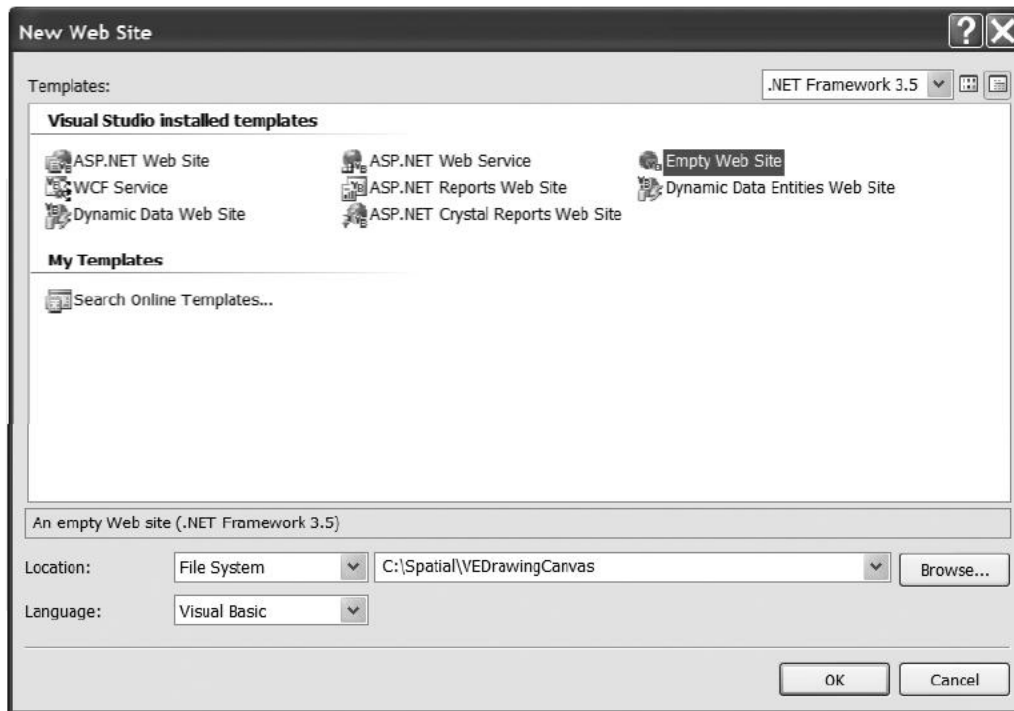 New Web Site
Templates:
.NET Framework 3.5
Visual Studio installed templates
ASP.NET Web Site
ASP.NET Web Service
Empty Web Site
WCF Service
ASP.NET Reports Web Site
Dynamic Data Entities Web Site
Dynamic Data Web Site
ASP.NET Crystal Reports Web Site
My Templates
Search Online Templates...
An empty Web site (.NET Framework 3.5)
Location:
File System
C:\Spatial\VEDrawingCanvas
Browse...
Language:
Visual Basic
OK
Cancel